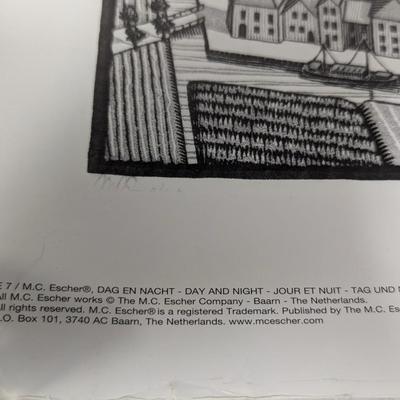 E 7 / M.C. Escher®, DAG EN NACHT - DAY AND NIGHT - JOUR ET NUIT - TAG UND N
All M.C. Escher works © The M.C. Escher Company - Baarn - The Netherlands.
All rights reserved. M.C. Escher® is a registered Trademark. Published by The M.C. Es
.O. Box 101, 3740 AC Baarn, The Netherlands. www.mcescher.com